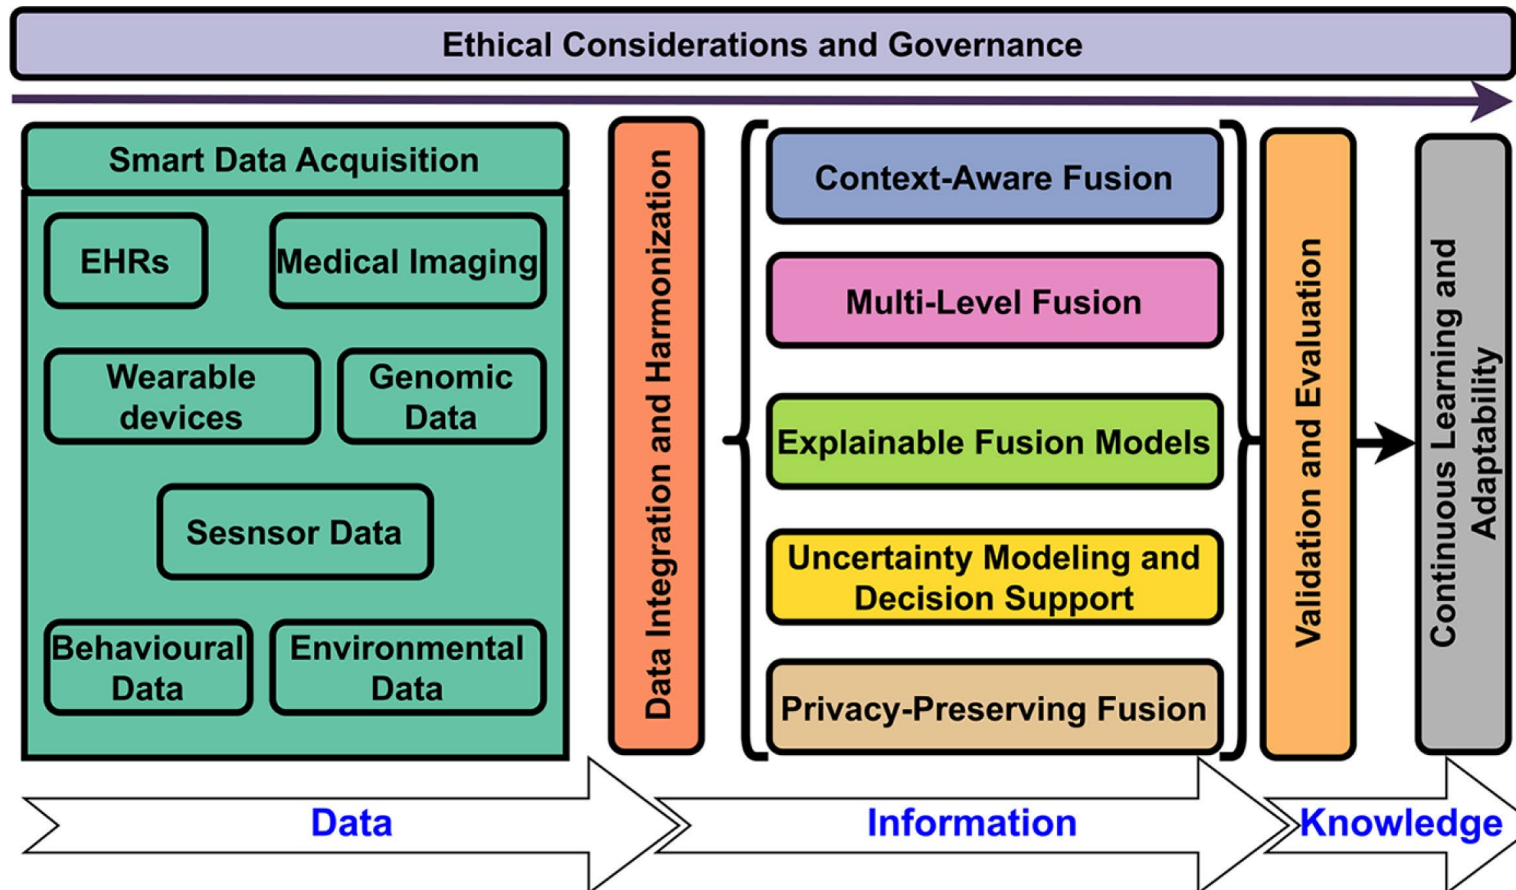 Ethical Considerations and Governance
Smart Data Acquisition
EHRs
Medical Imaging
Wearable
devices
Genomic
Data
Sesnsor Data
Behavioural
Data
Environmental
Data
Data Integration and Harmonization
Context-Aware Fusion
Multi-Level Fusion
Explainable Fusion Models
Uncertainty Modeling and
Decision Support
Privacy-Preserving Fusion
Validation and Evaluation
Continuous Learning and
Adaptability
Data
Information
Knowledge